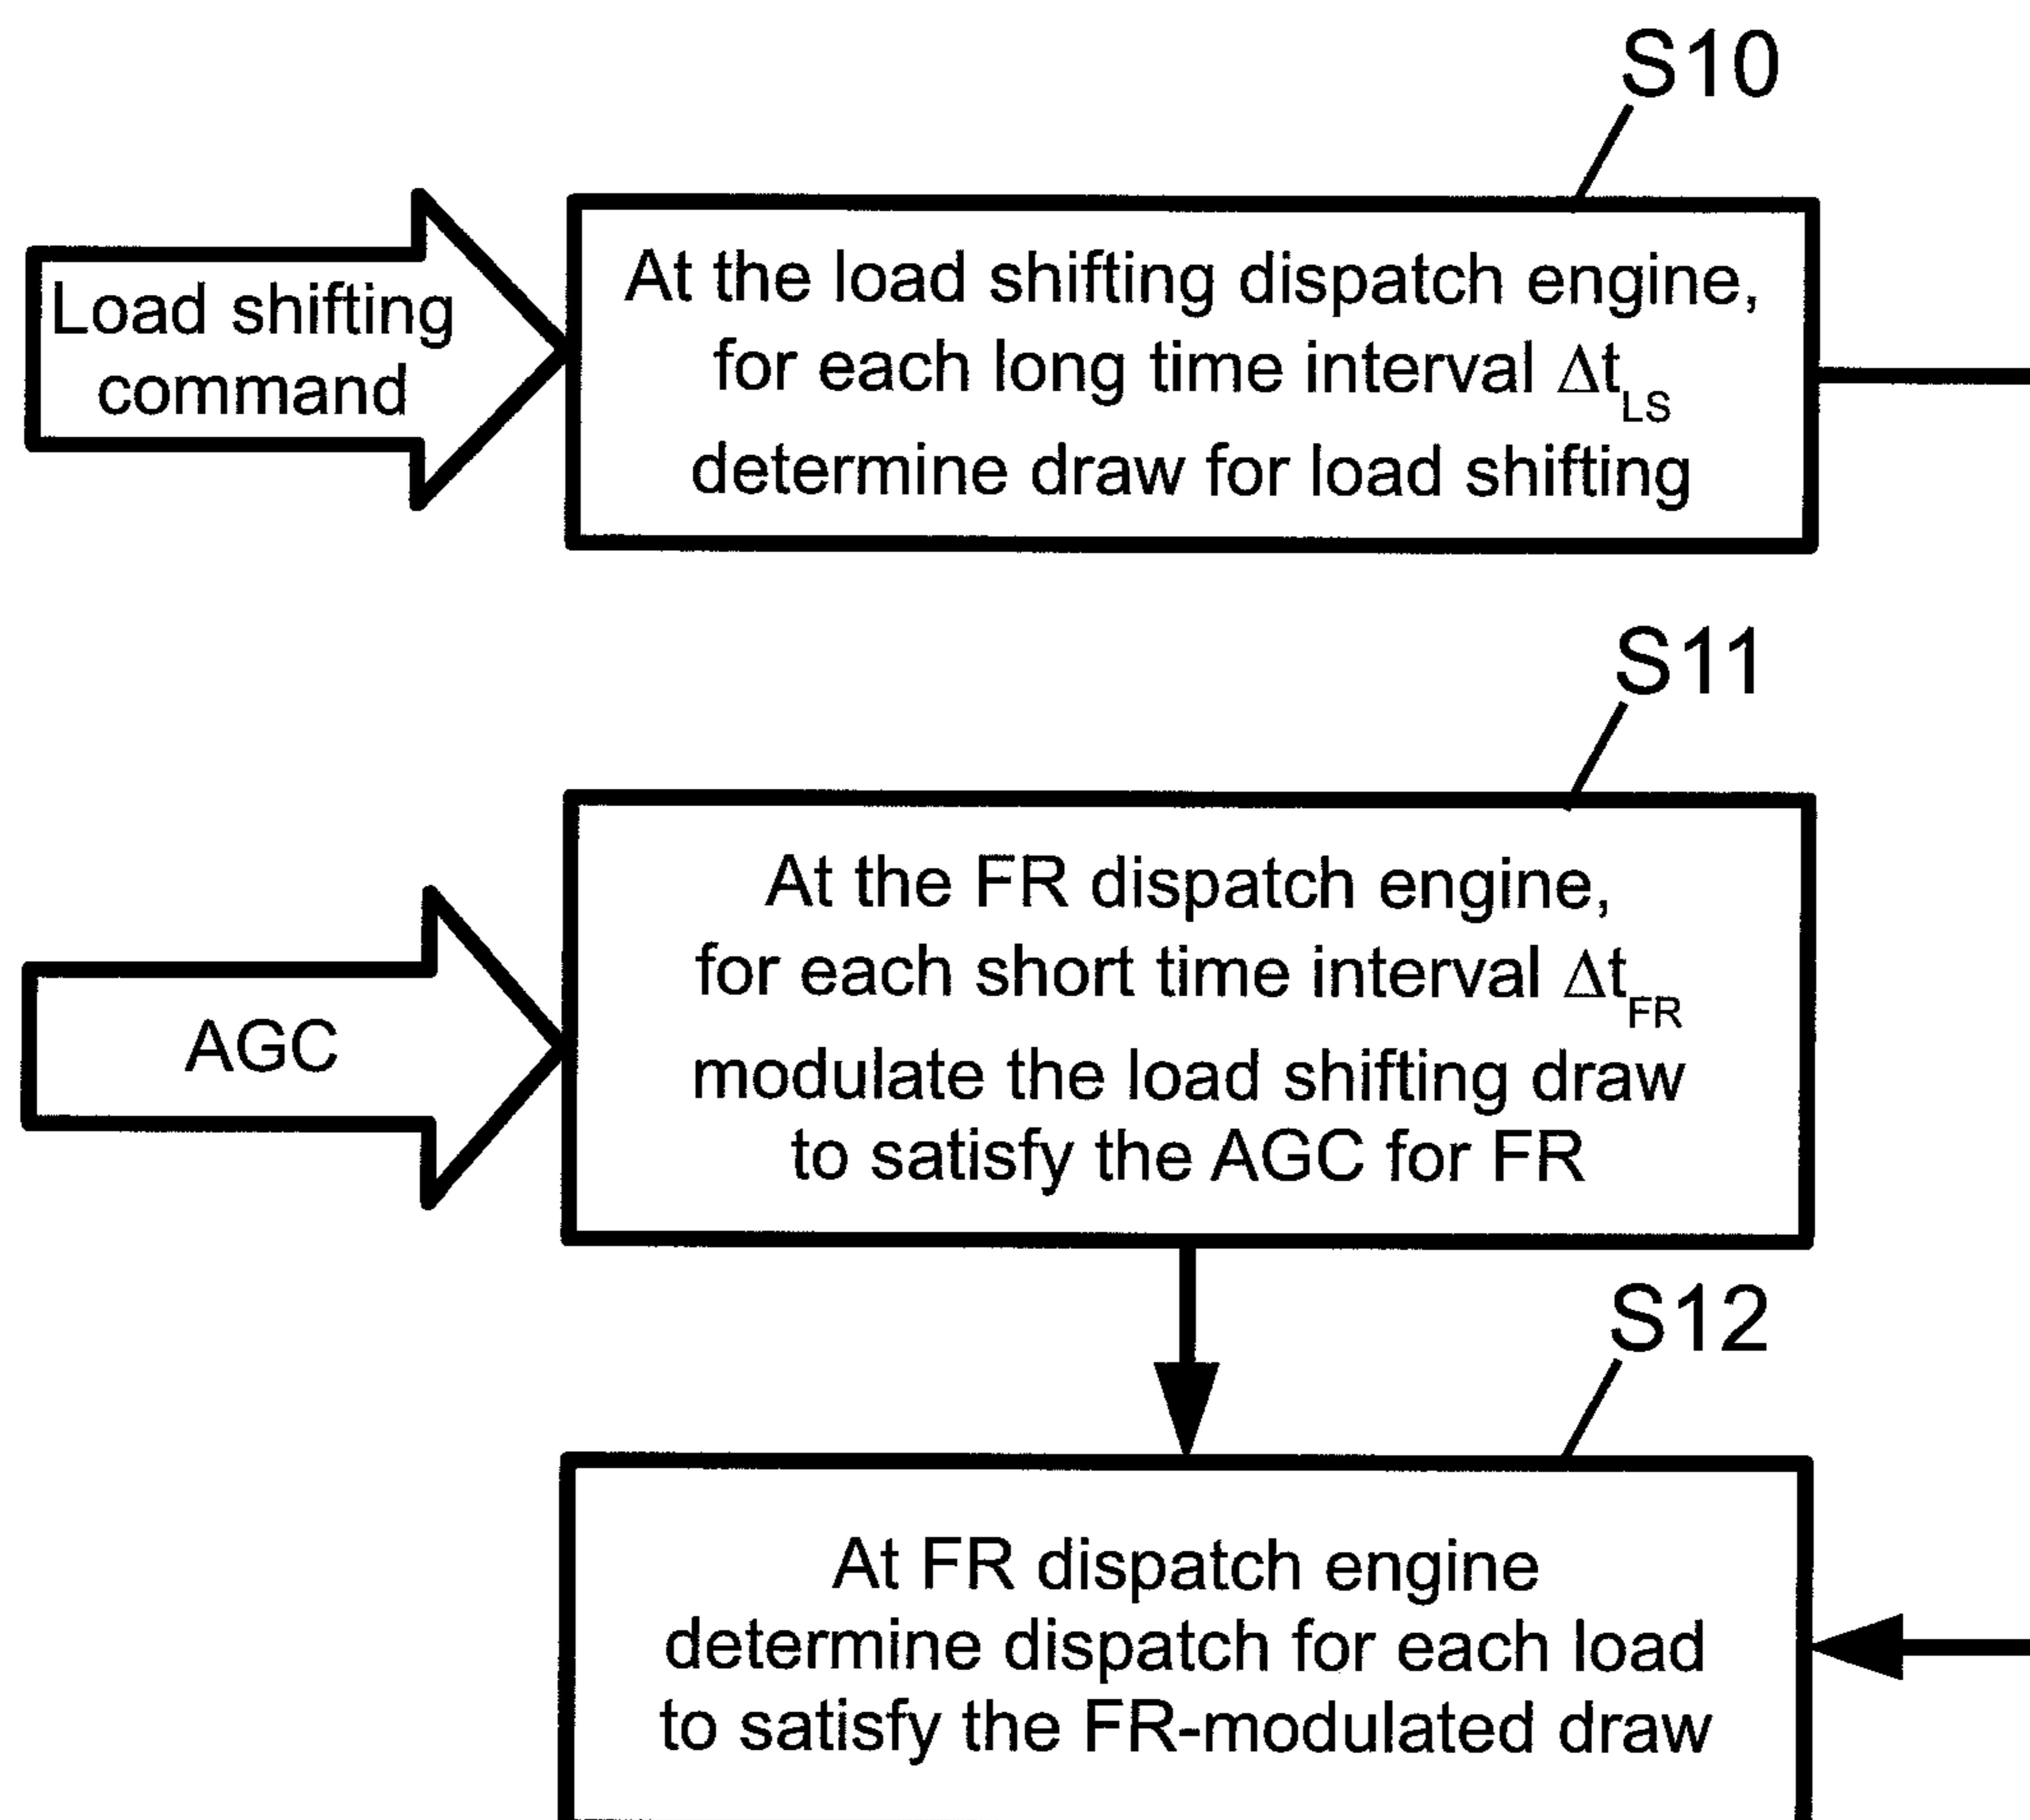 S10
Load shifting
command
At the load shifting dispatch engine,
for each long time interval Δt_LS
determine draw for load shifting
S11
AGC
At the FR dispatch engine,
for each short time interval Δt_FR
modulate the load shifting draw
to satisfy the AGC for FR
S12
At FR dispatch engine
determine dispatch for each load
to satisfy the FR-modulated draw